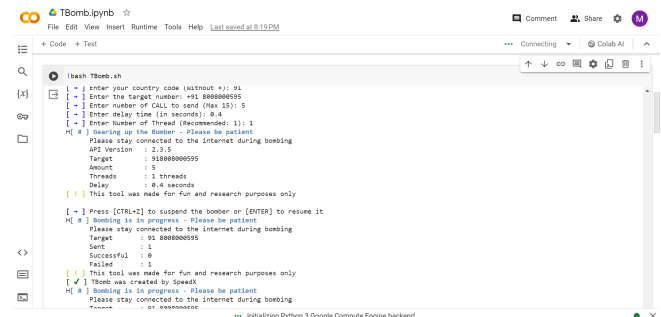 TBomb.ipynb
File Edit View Insert Runtime Tools Help Last saved at 8:19 PM
Comment Share M
+ Code + Text
Connecting Colab AI
!bash TBomb.sh
[ → ] Enter your country code (Without +): 91
[ → ] Enter the target number: +91 8008000595
[ → ] Enter number of CALL to send (Max 15): 5
[ → ] Enter delay time (in seconds): 0.4
[ → ] Enter Number of Thread (Recommended: 1): 1
H[ # ] Gearing up the Bomber - Please be patient
Please stay connected to the internet during bombing
API Version : 2.3.5
Target : 918008000595
Amount : 5
Threads : 1 threads
Delay : 0.4 seconds
[ ! ] This tool was made for fun and research purposes only
[ → ] Press [CTRL+Z] to suspend the bomber or [ENTER] to resume it
H[ # ] Bombing is in progress - Please be patient
Please stay connected to the internet during bombing
Target : 91 8008000595
Sent : 1
Successful : 0
Failed : 1
[ ! ] This tool was made for fun and research purposes only
[ ✓ ] TBomb was created by SpeedX
H[ # ] Bombing is in progress - Please be patient
Please stay connected to the internet during bombing
Target : 91 8008000595
Initializing Python 3 Google Compute Engine backend